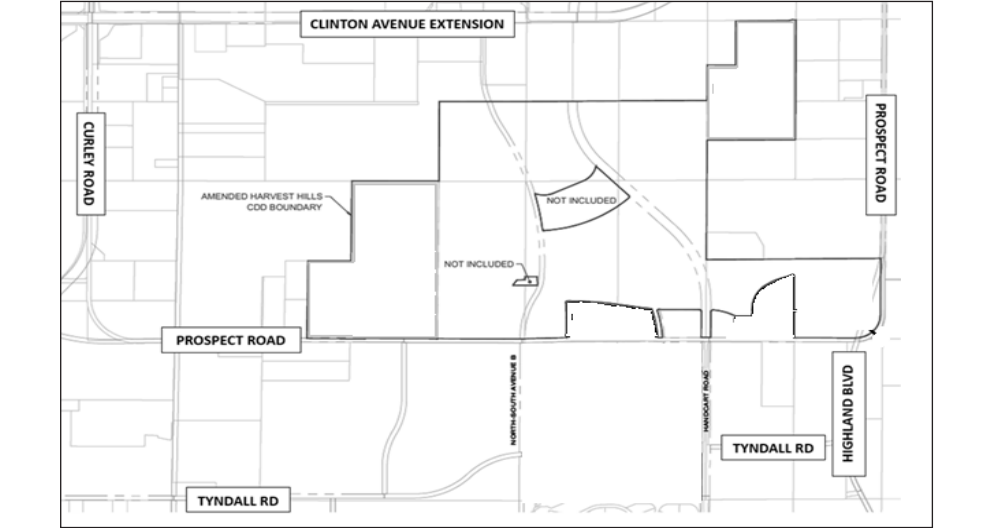 CLINTON AVENUE EXTENSION
CURLEY ROAD
PROSPECT ROAD
AMENDED HARVEST HILLS
CDD BOUNDARY
NOT INCLUDED
NOT INCLUDED
PROSPECT ROAD
NORTH-SOUTH AVENUE B
HANDCART ROAD
HIGHLAND BLVD
TYNDALL RD
TYNDALL RD